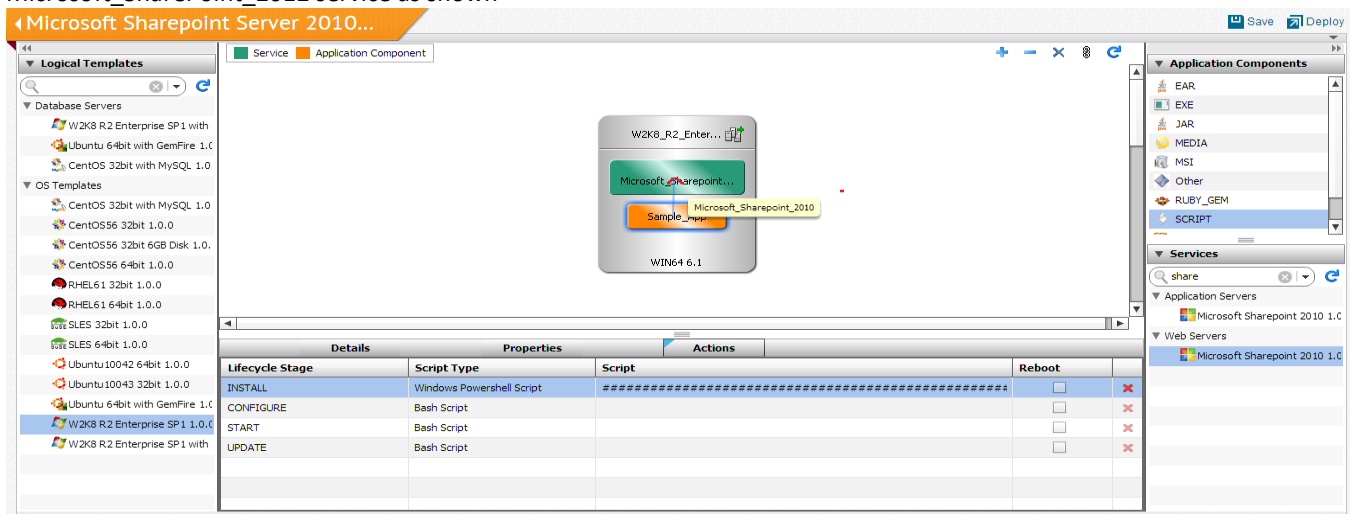 Microsoft_SharePoint_2012 service as shown
Microsoft Sharepoint Server 2010...
Save
Deploy
Logical Templates
Database Servers
W2K8 R2 Enterprise SP1 with
Ubuntu 64bit with GemFire 1.0
CentOS 32bit with MySQL 1.0
OS Templates
CentOS 32bit with MySQL 1.0
CentOS56 32bit 1.0.0
CentOS56 32bit 6GB Disk 1.0.
CentOS56 64bit 1.0.0
RHEL61 32bit 1.0.0
RHEL61 64bit 1.0.0
SLES 32bit 1.0.0
SLES 64bit 1.0.0
Ubuntu10042 64bit 1.0.0
Ubuntu10043 32bit 1.0.0
Ubuntu 64bit with GemFire 1.0
W2K8 R2 Enterprise SP1 1.0.0
W2K8 R2 Enterprise SP1 with
Service
Application Component
W2K8_R2_Enter...
Microsoft_Sharepoint...
Microsoft_Sharepoint_2010
Sample_App
WIN64 6.1
Details
Properties
Actions
Lifecycle Stage Script Type Script Reboot
INSTALL Windows Powershell Script ###################################################
CONFIGURE Bash Script
START Bash Script
UPDATE Bash Script
Application Components
EAR
EXE
JAR
MEDIA
MSI
Other
RUBY_GEM
SCRIPT
Services
share
Application Servers
Microsoft Sharepoint 2010 1.0
Web Servers
Microsoft Sharepoint 2010 1.0